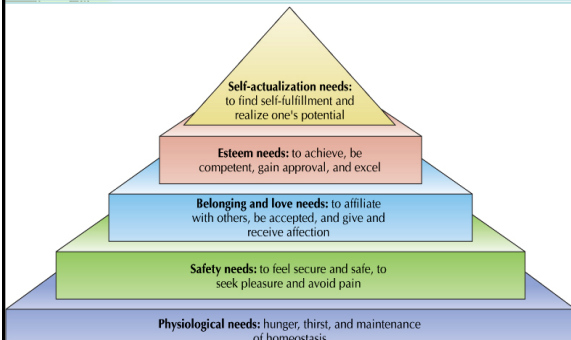 Self-actualization needs:
to find self-fulfillment and
realize one's potential
Esteem needs: to achieve, be
competent, gain approval, and excel
Belonging and love needs: to affiliate
with others, be accepted, and give and
receive affection
Safety needs: to feel secure and safe, to
seek pleasure and avoid pain
Physiological needs: hunger, thirst, and maintenance
of homeostasis